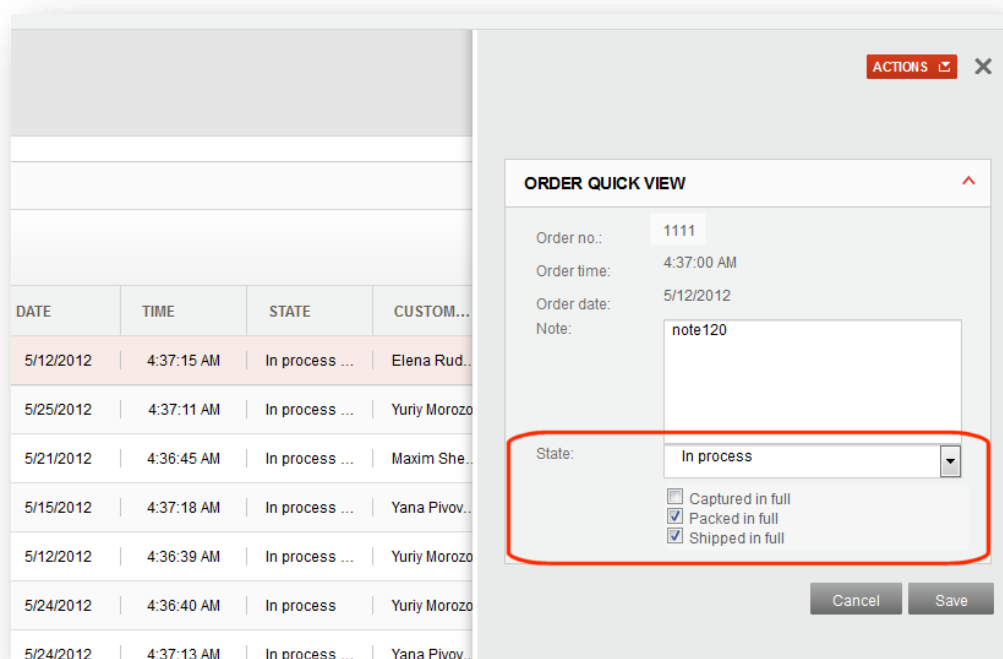 ACTIONS
ORDER QUICK VIEW
Order no.: 1111
Order time: 4:37:00 AM
Order date: 5/12/2012
Note: note120
State: In process
Captured in full
Packed in full
Shipped in full
Cancel Save
DATE TIME STATE CUSTOM...
5/12/2012 4:37:15 AM In process ... Elena Rud..
5/25/2012 4:37:11 AM In process ... Yuriy Morozo
5/21/2012 4:36:45 AM In process ... Maxim She..
5/15/2012 4:37:18 AM In process ... Yana Pivov..
5/12/2012 4:36:39 AM In process ... Yuriy Morozo
5/24/2012 4:36:40 AM In process Yuriy Morozo
5/24/2012 4:37:13 AM In process ... Yana Pivov..